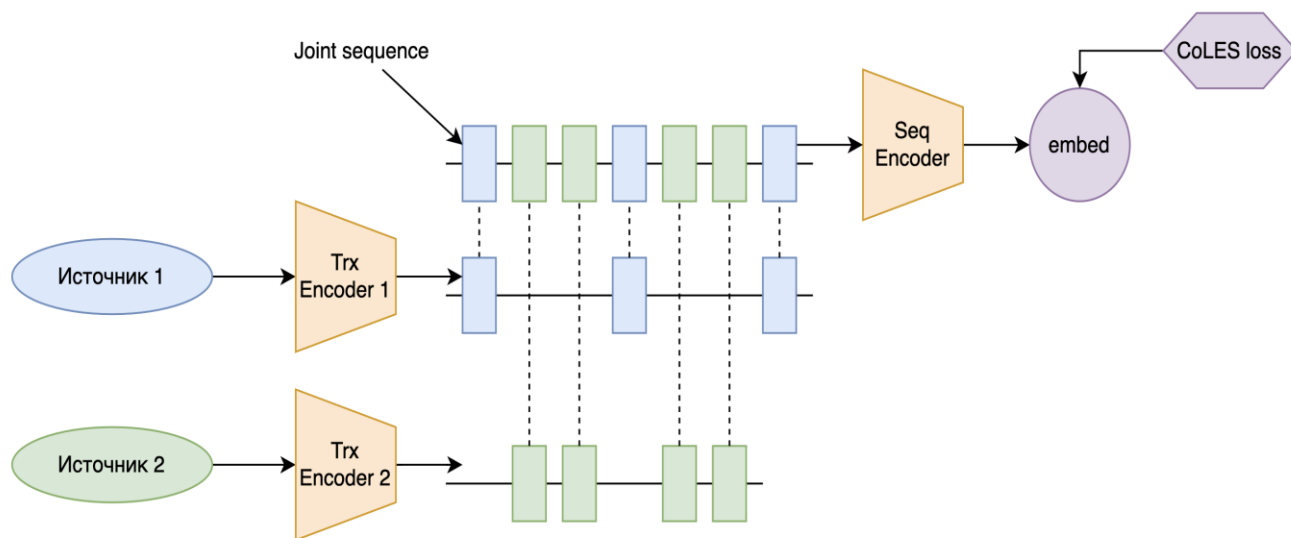 Joint sequence
CoLES loss
Seq
Encoder
embed
Источник 1
Trx
Encoder 1
Источник 2
Trx
Encoder 2